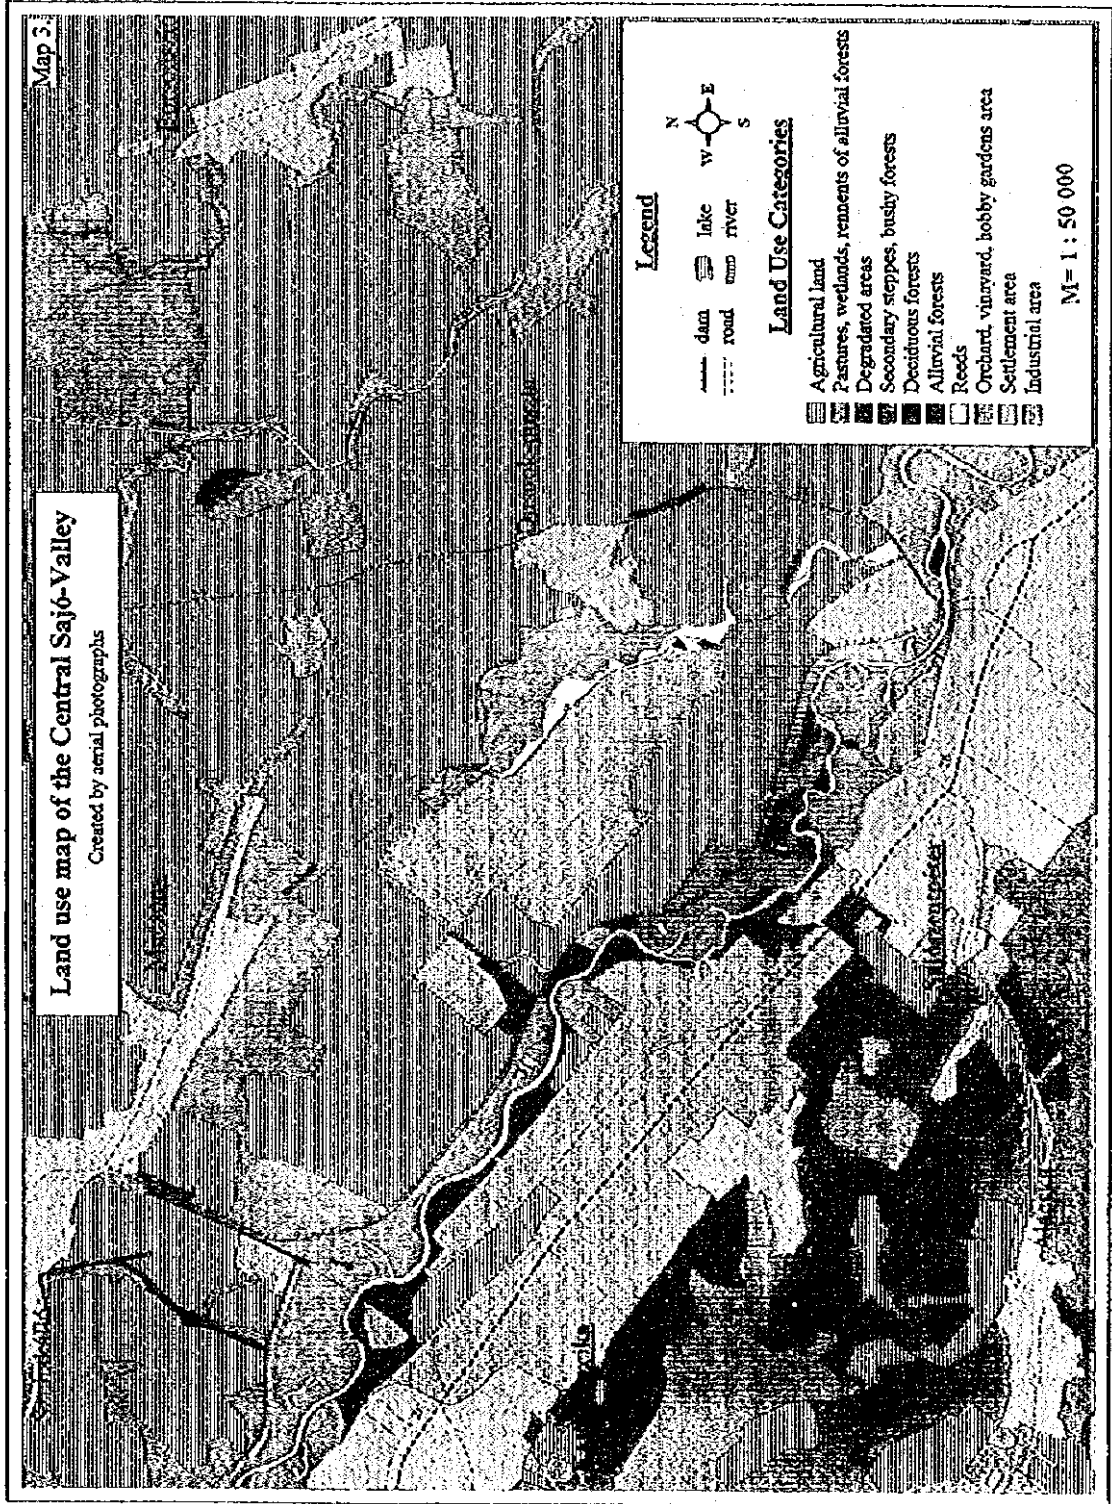 Map 3.
Land use map of the Central Sajó-Valley
Created by aerial photographs
Legend
dam
lake
road
river
N
W
E
S
Land Use Categories
Agricultural land
Pastures, wetlands, remnents of alluvial forests
Degradated areas
Secondary steppes, bushy forests
Deciduous forests
Alluvial forests
Reeds
Orchard, vinayard, hobby gardens area
Settlement area
Industrial area
M= 1 : 50 000